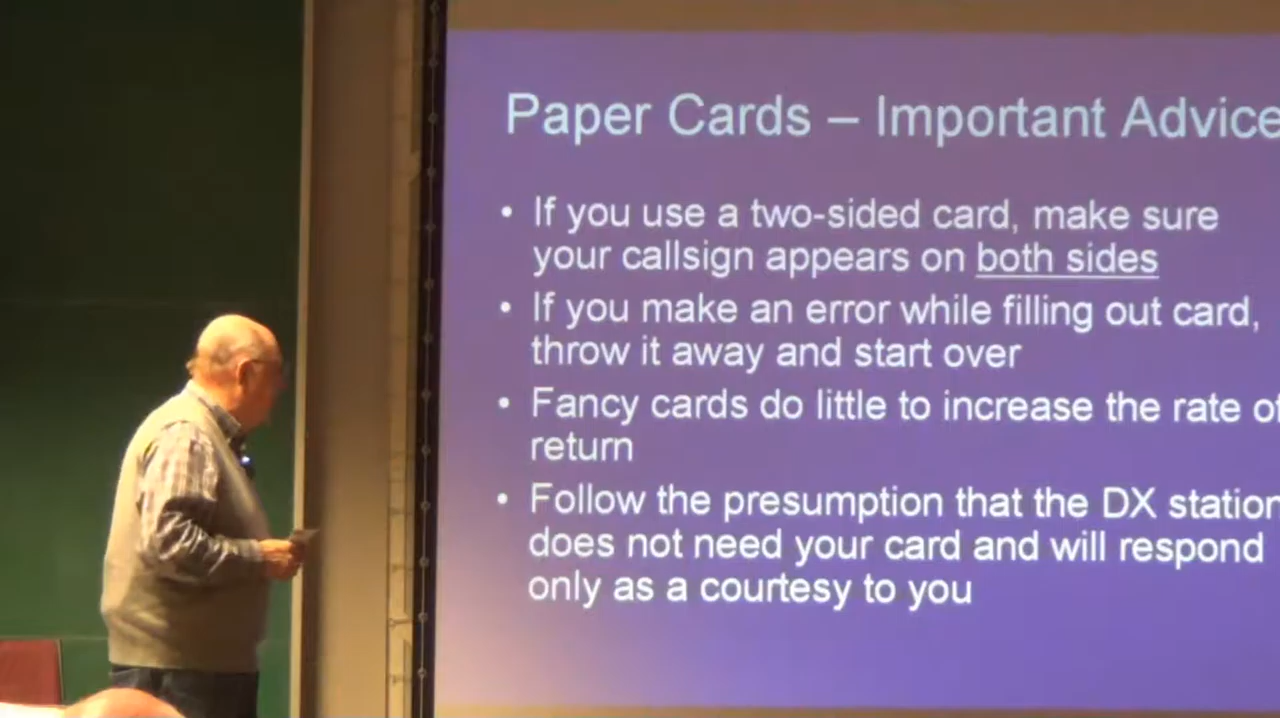 Paper Cards – Important Advice
• If you use a two-sided card, make sure
your callsign appears on both sides
• If you make an error while filling out card,
throw it away and start over
• Fancy cards do little to increase the rate of
return
• Follow the presumption that the DX station
does not need your card and will respond
only as a courtesy to you